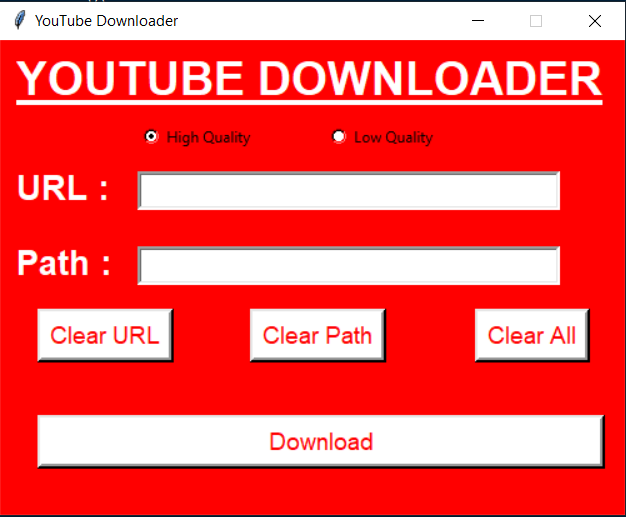 YouTube Downloader
YOUTUBE DOWNLOADER
High Quality Low Quality
URL :
Path :
Clear URL Clear Path Clear All
Download